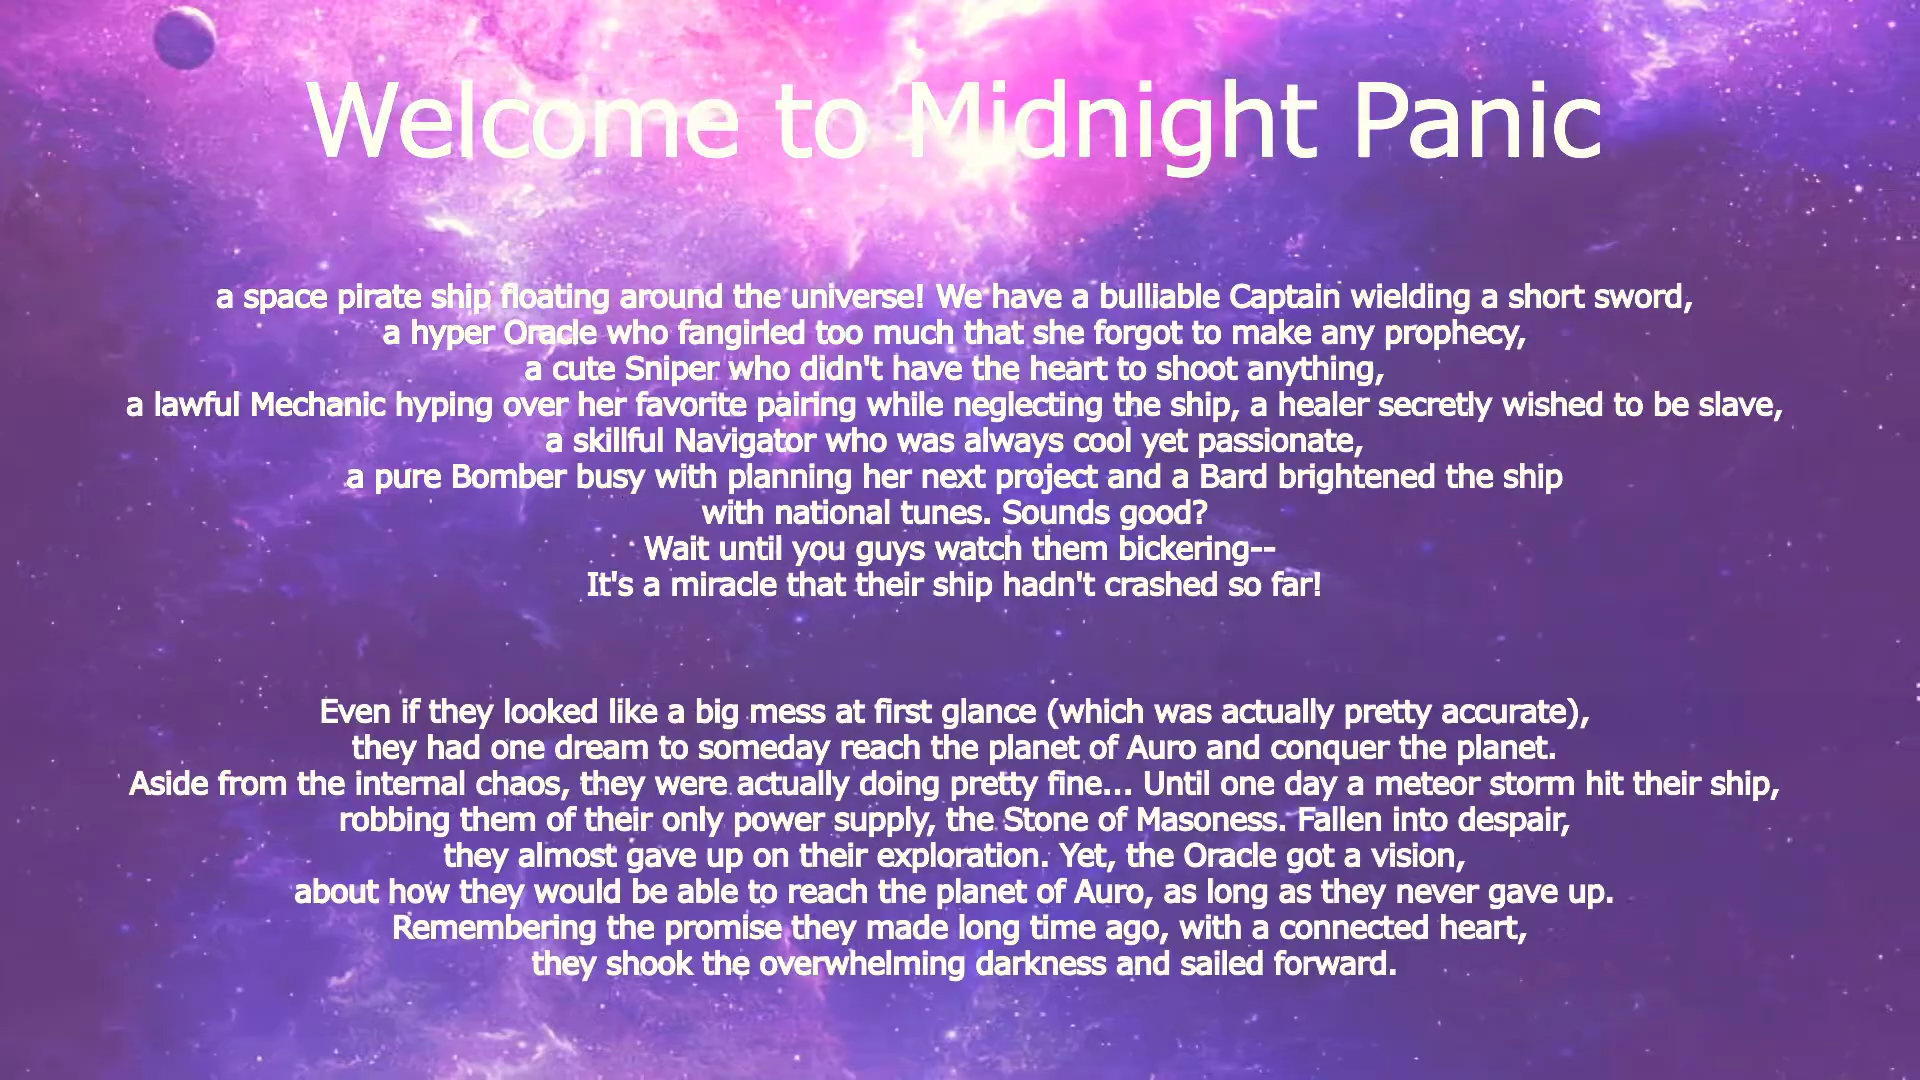 Welcome to Midnight Panic
a space pirate ship floating around the universe! We have a bulliable Captain wielding a short sword,
a hyper Oracle who fangirled too much that she forgot to make any prophecy,
a cute Sniper who didn't have the heart to shoot anything,
a lawful Mechanic hyping over her favorite pairing while neglecting the ship, a healer secretly wished to be slave,
a skillful Navigator who was always cool yet passionate,
a pure Bomber busy with planning her next project and a Bard brightened the ship
with national tunes. Sounds good?
Wait until you guys watch them bickering--
It's a miracle that their ship hadn't crashed so far!
Even if they looked like a big mess at first glance (which was actually pretty accurate),
they had one dream to someday reach the planet of Auro and conquer the planet.
Aside from the internal chaos, they were actually doing pretty fine... Until one day a meteor storm hit their ship,
robbing them of their only power supply, the Stone of Masoness. Fallen into despair,
they almost gave up on their exploration. Yet, the Oracle got a vision,
about how they would be able to reach the planet of Auro, as long as they never gave up.
Remembering the promise they made long time ago, with a connected heart,
they shook the overwhelming darkness and sailed forward.